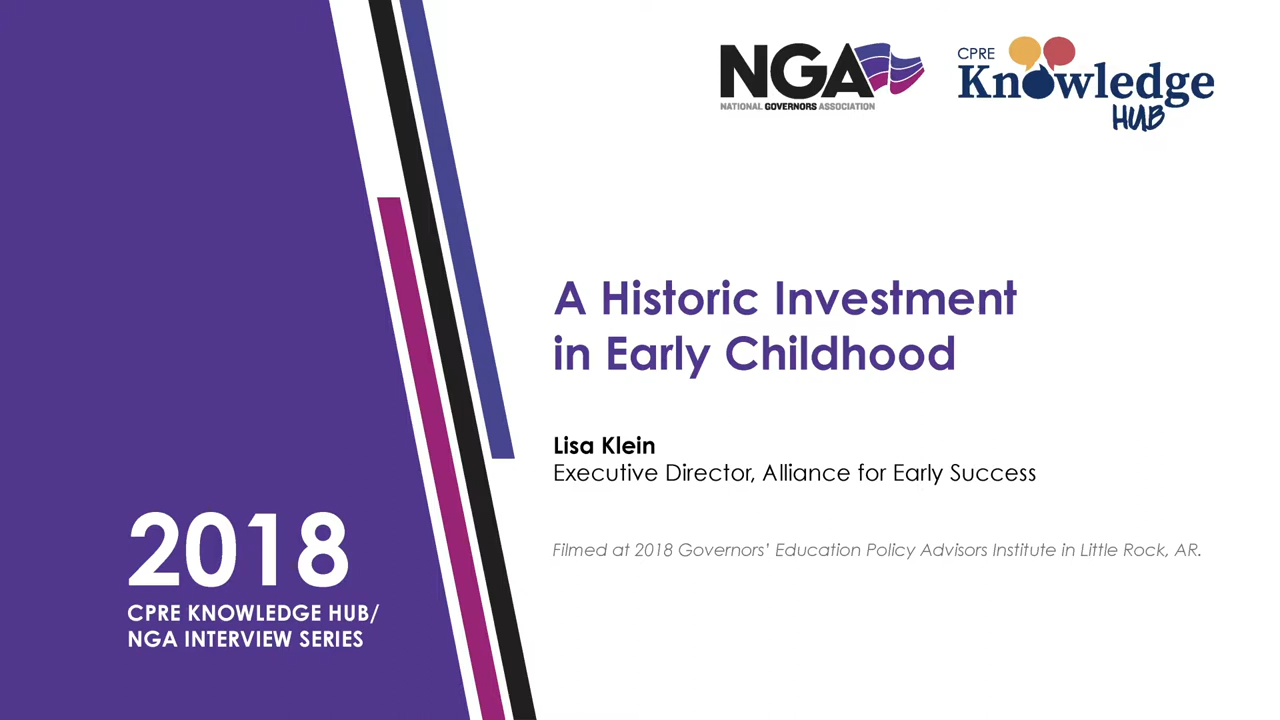 NGA
NATIONAL GOVERNORS ASSOCIATION
CPRE
Knowledge
HUB
A Historic Investment
in Early Childhood
Lisa Klein
Executive Director, Alliance for Early Success
Filmed at 2018 Governors’ Education Policy Advisors Institute in Little Rock, AR.
2018
CPRE KNOWLEDGE HUB/
NGA INTERVIEW SERIES